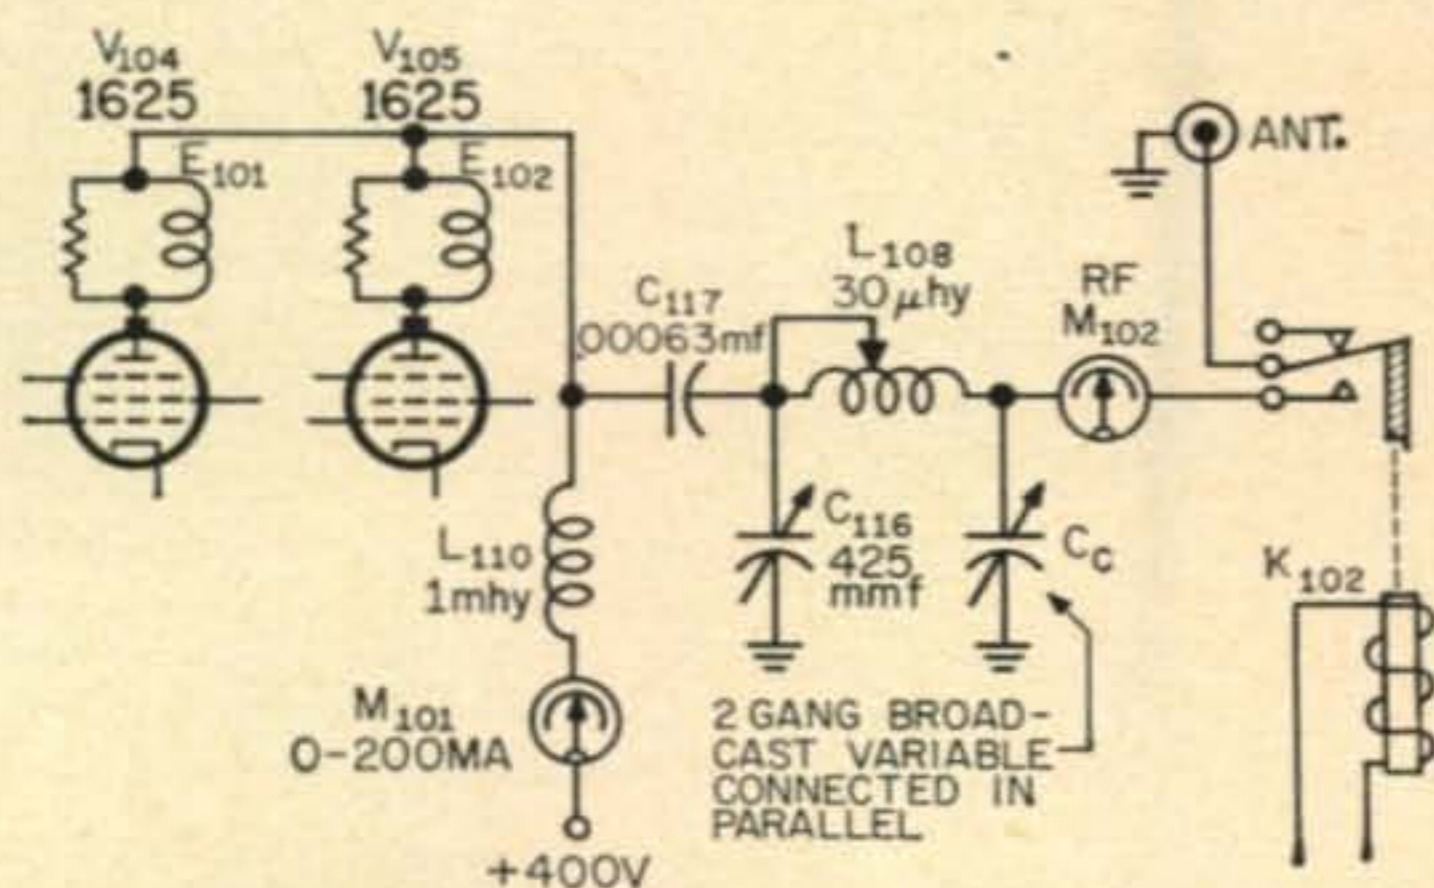 V104
1625
V105
1625
E101
E102
ANT.
L108
30μhy
RF
M102
C117
.00063mf
C116
425
mmf
CC
L110
1mhy
K102
M101
0-200MA
2 GANG BROAD-
CAST VARIABLE
CONNECTED IN
PARALLEL
+400V